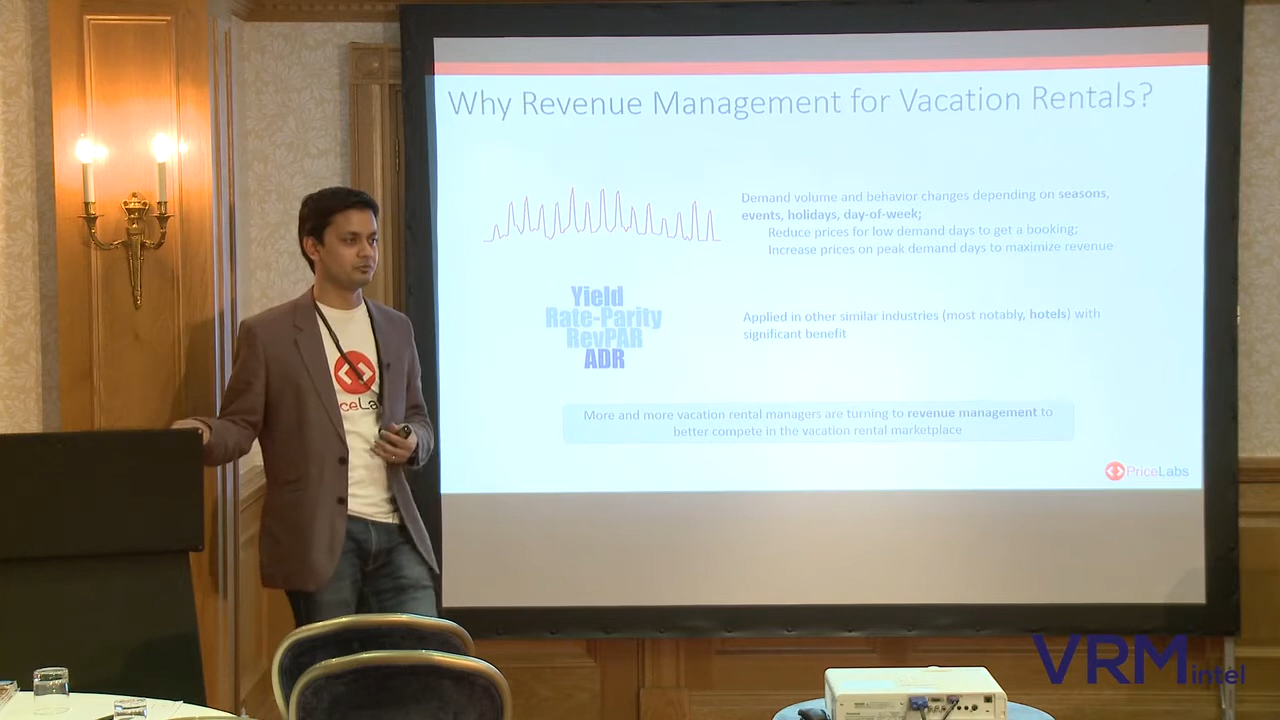 Why Revenue Management for Vacation Rentals?
Demand volume and behavior changes depending on seasons,
events, holidays, day-of-week;
Reduce prices for low demand days to get a booking;
Increase prices on peak demand days to maximize revenue
Yield
Rate-Parity
RevPAR
ADR
Applied in other similar industries (most notably, hotels) with
significant benefit
More and more vacation rental managers are turning to revenue management to
better compete in the vacation rental marketplace
PriceLabs
iceLa
VRMintel